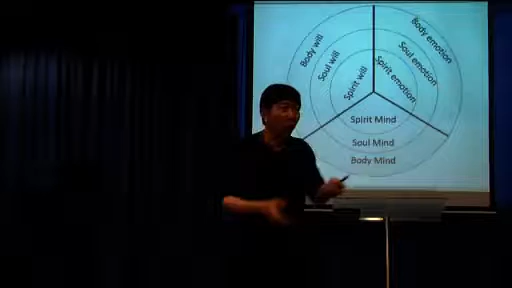 Body will
Soul will
Spirit will
Body emotion
Soul emotion
Spirit emotion
Spirit Mind
Soul Mind
Body Mind